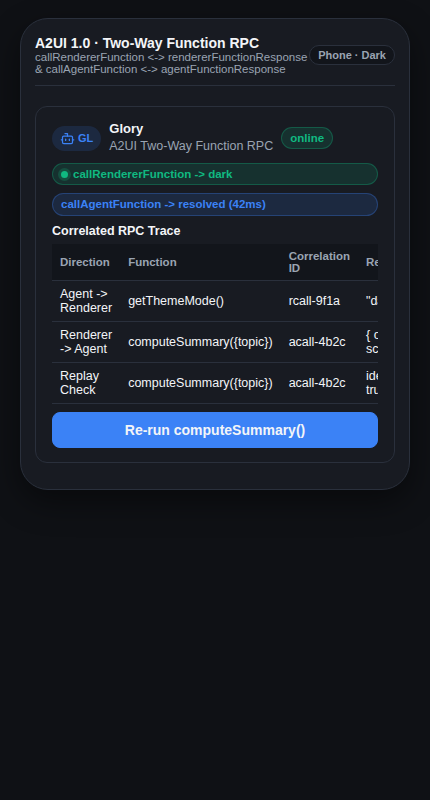 A2UI 1.0 · Two-Way Function RPC
callRendererFunction <-> rendererFunctionResponse
& callAgentFunction <-> agentFunctionResponse
Phone · Dark
GL
Glory
A2UI Two-Way Function RPC
online
callRendererFunction -> dark
callAgentFunction -> resolved (42ms)
Correlated RPC Trace
Direction Function Correlation ID
Agent -> Renderer getThemeMode() rcall-9f1a
Renderer -> Agent computeSummary({topic}) acall-4b2c
Replay Check computeSummary({topic}) acall-4b2c
Re-run computeSummary()